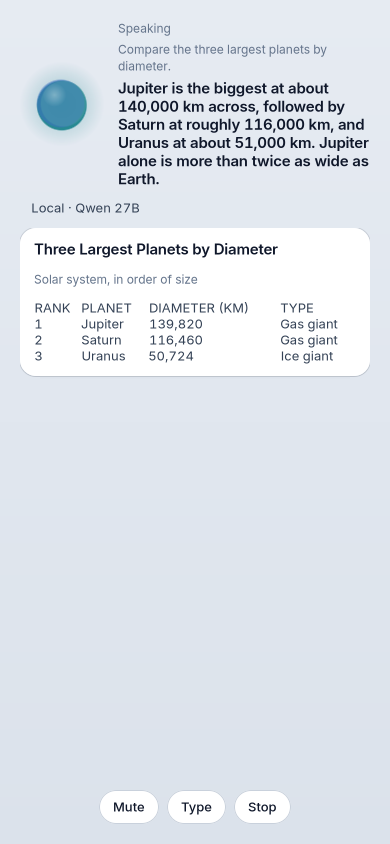 Speaking
Compare the three largest planets by
diameter.
Jupiter is the biggest at about
140,000 km across, followed by
Saturn at roughly 116,000 km, and
Uranus at about 51,000 km. Jupiter
alone is more than twice as wide as
Earth.
Local · Qwen 27B
Three Largest Planets by Diameter
Solar system, in order of size
RANK PLANET DIAMETER (KM) TYPE
1 Jupiter 139,820 Gas giant
2 Saturn 116,460 Gas giant
3 Uranus 50,724 Ice giant
Mute Type Stop